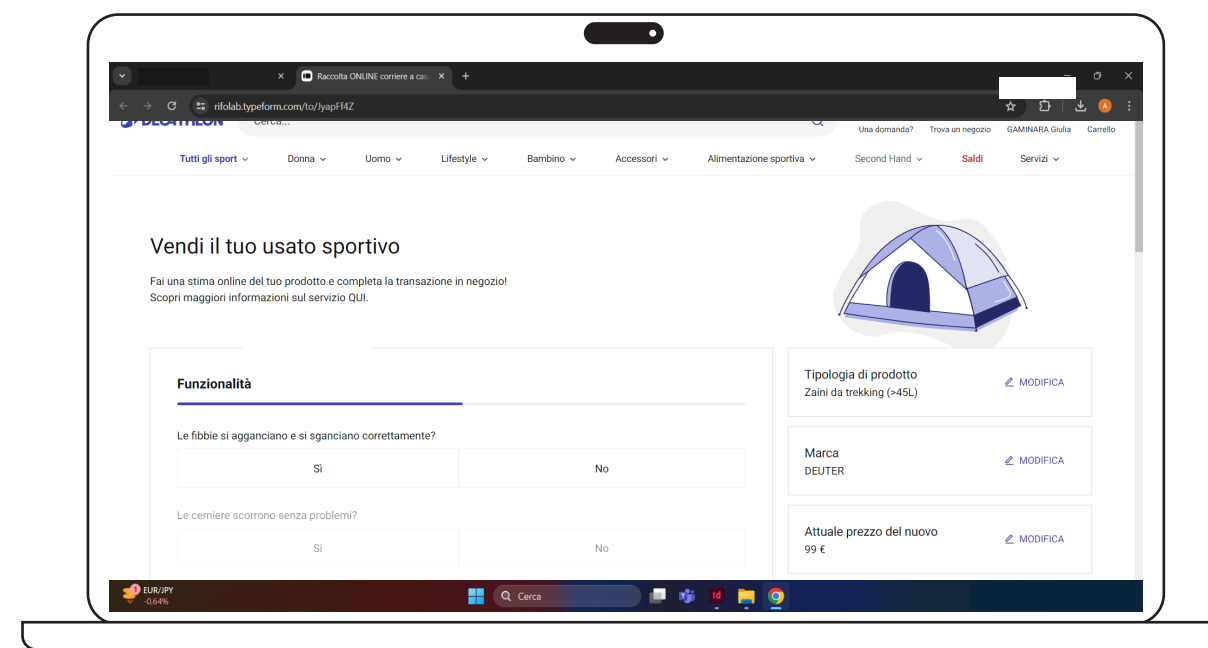 Raccolta ONLINE corriere a cas
rifolab.typeform.com/to/JyapFf4Z
DECATHLON
Cerca...
Una domanda? Trova un negozio GAMINARA Giulia Carrello
Tutti gli sport Donna Uomo Lifestyle Bambino Accessori Alimentazione sportiva Second Hand Saldi Servizi
Vendi il tuo usato sportivo
Fai una stima online del tuo prodotto e completa la transazione in negozio!
Scopri maggiori informazioni sul servizio QUI.
Funzionalità
Le fibbie si agganciano e si sganciano correttamente?
Sì No
Le cerniere scorrono senza problemi?
Sì No
Tipologia di prodotto
Zaini da trekking (>45L)
MODIFICA
Marca
DEUTER
MODIFICA
Attuale prezzo del nuovo
99 €
MODIFICA
1
EUR/JPY
-0,64%
Cerca
Id
A